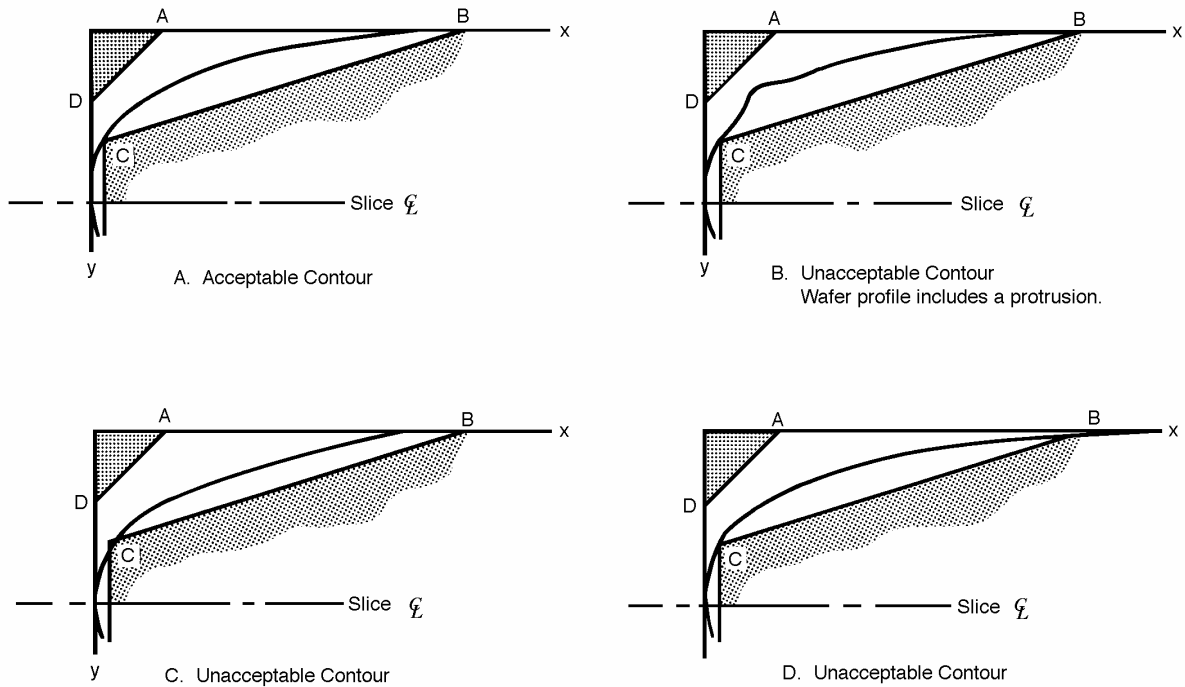 A
B
x
D
C
Slice ℄
y
A. Acceptable Contour
A
B
x
D
C
Slice ℄
y
B. Unacceptable Contour
Wafer profile includes a protrusion.
A
B
x
D
C
Slice ℄
y
C. Unacceptable Contour
A
B
x
D
C
Slice ℄
D. Unacceptable Contour